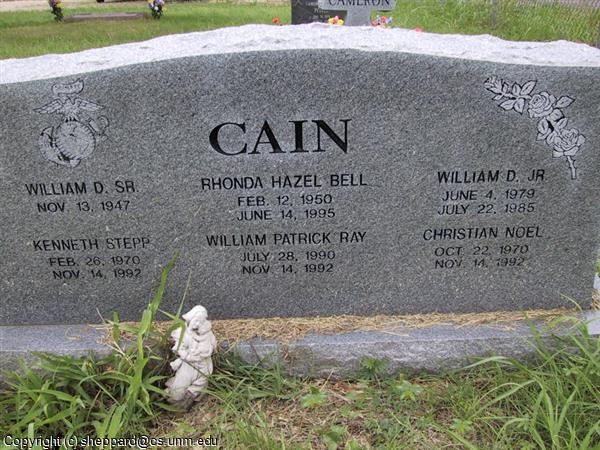 CAMERON
CAIN
WILLIAM D. SR.
NOV. 13, 1947
RHONDA HAZEL BELL
FEB. 12, 1950
JUNE 14, 1995
WILLIAM D. JR.
JUNE 4, 1979
JULY 22, 1985
KENNETH STEPP
FEB. 26, 1970
NOV. 14, 1992
WILLIAM PATRICK RAY
JULY 28, 1990
NOV. 14, 1992
CHRISTIAN NOEL
OCT. 22, 1970
NOV. 14, 1992
Copyright (c) sheppard@cs.unm.edu